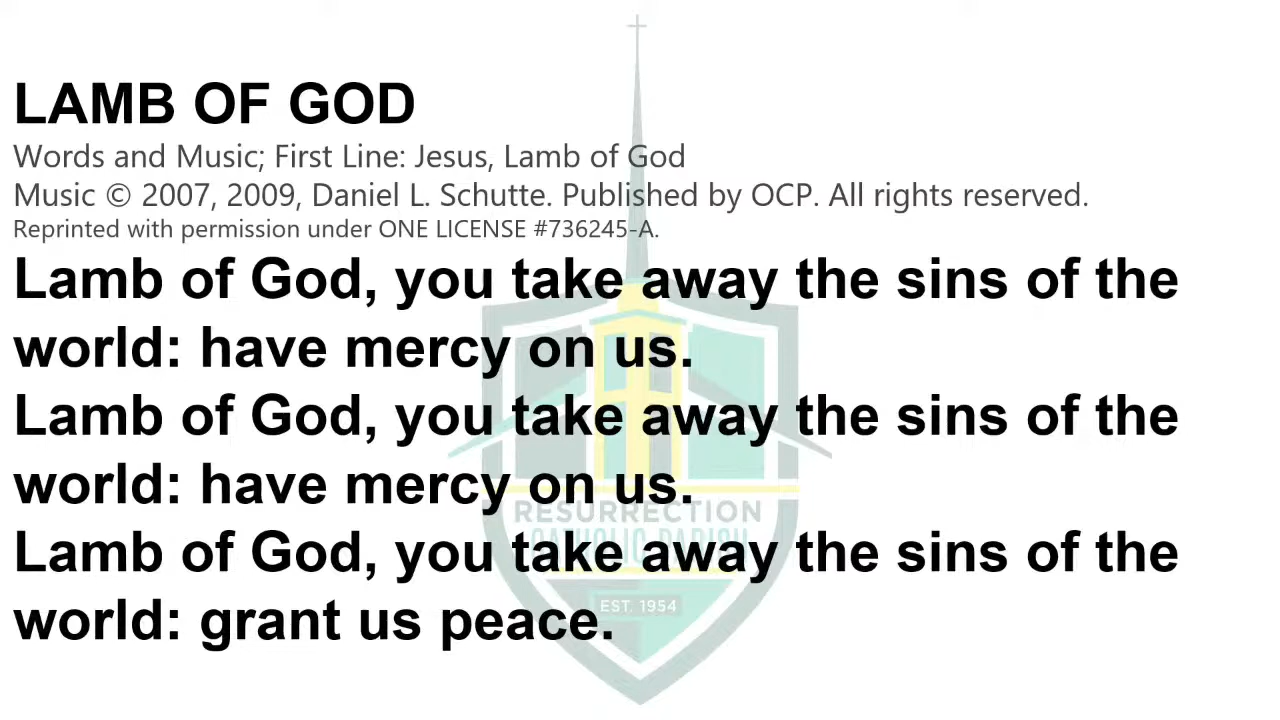 LAMB OF GOD
Words and Music; First Line: Jesus, Lamb of God
Music © 2007, 2009, Daniel L. Schutte. Published by OCP. All rights reserved.
Reprinted with permission under ONE LICENSE #736245-A.
Lamb of God, you take away the sins of the
world: have mercy on us.
Lamb of God, you take away the sins of the
world: have mercy on us.
RESURRECTION
CATHOLIC PARISH
Lamb of God, you take away the sins of the
EST. 1954
world: grant us peace.